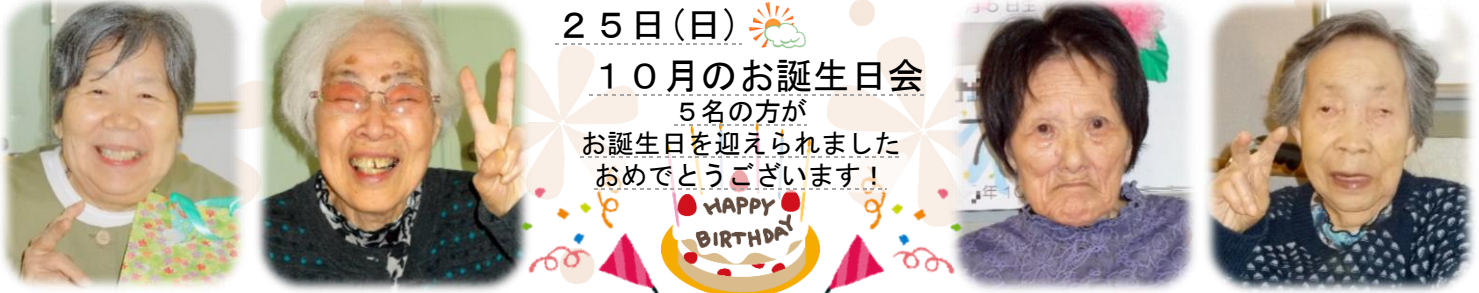 ２５日(日)
１０月のお誕生日会
５名の方が
お誕生日を迎えられました
おめでとうございます！
HAPPY
BIRTHDAY